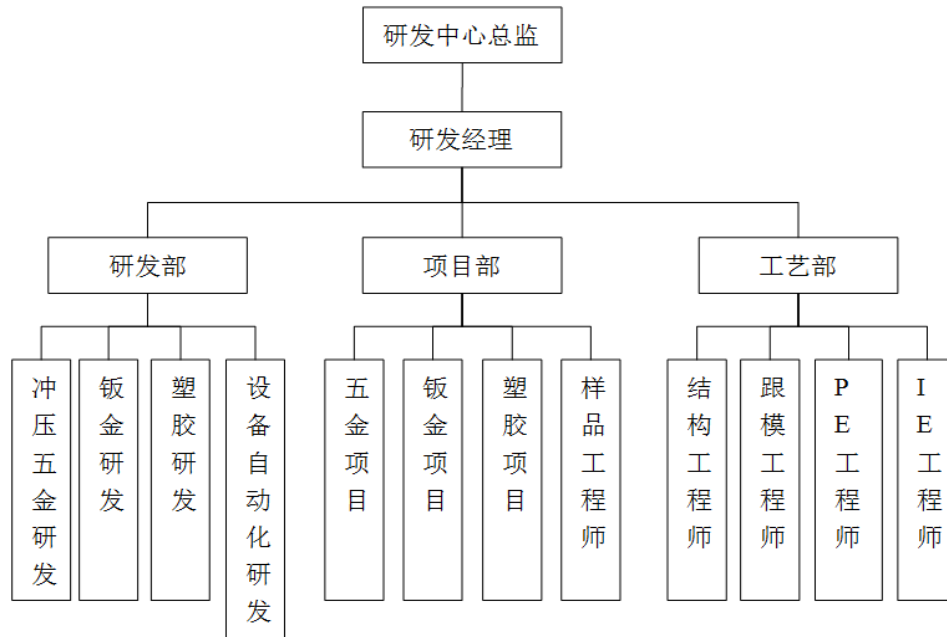 研发中心总监
研发经理
研发部
项目部
工艺部
冲压五金研发
钣金研发
塑胶研发
设备自动化研发
五金项目
钣金项目
塑胶项目
样品工程师
结构工程师
跟模工程师
PE工程师
IE工程师